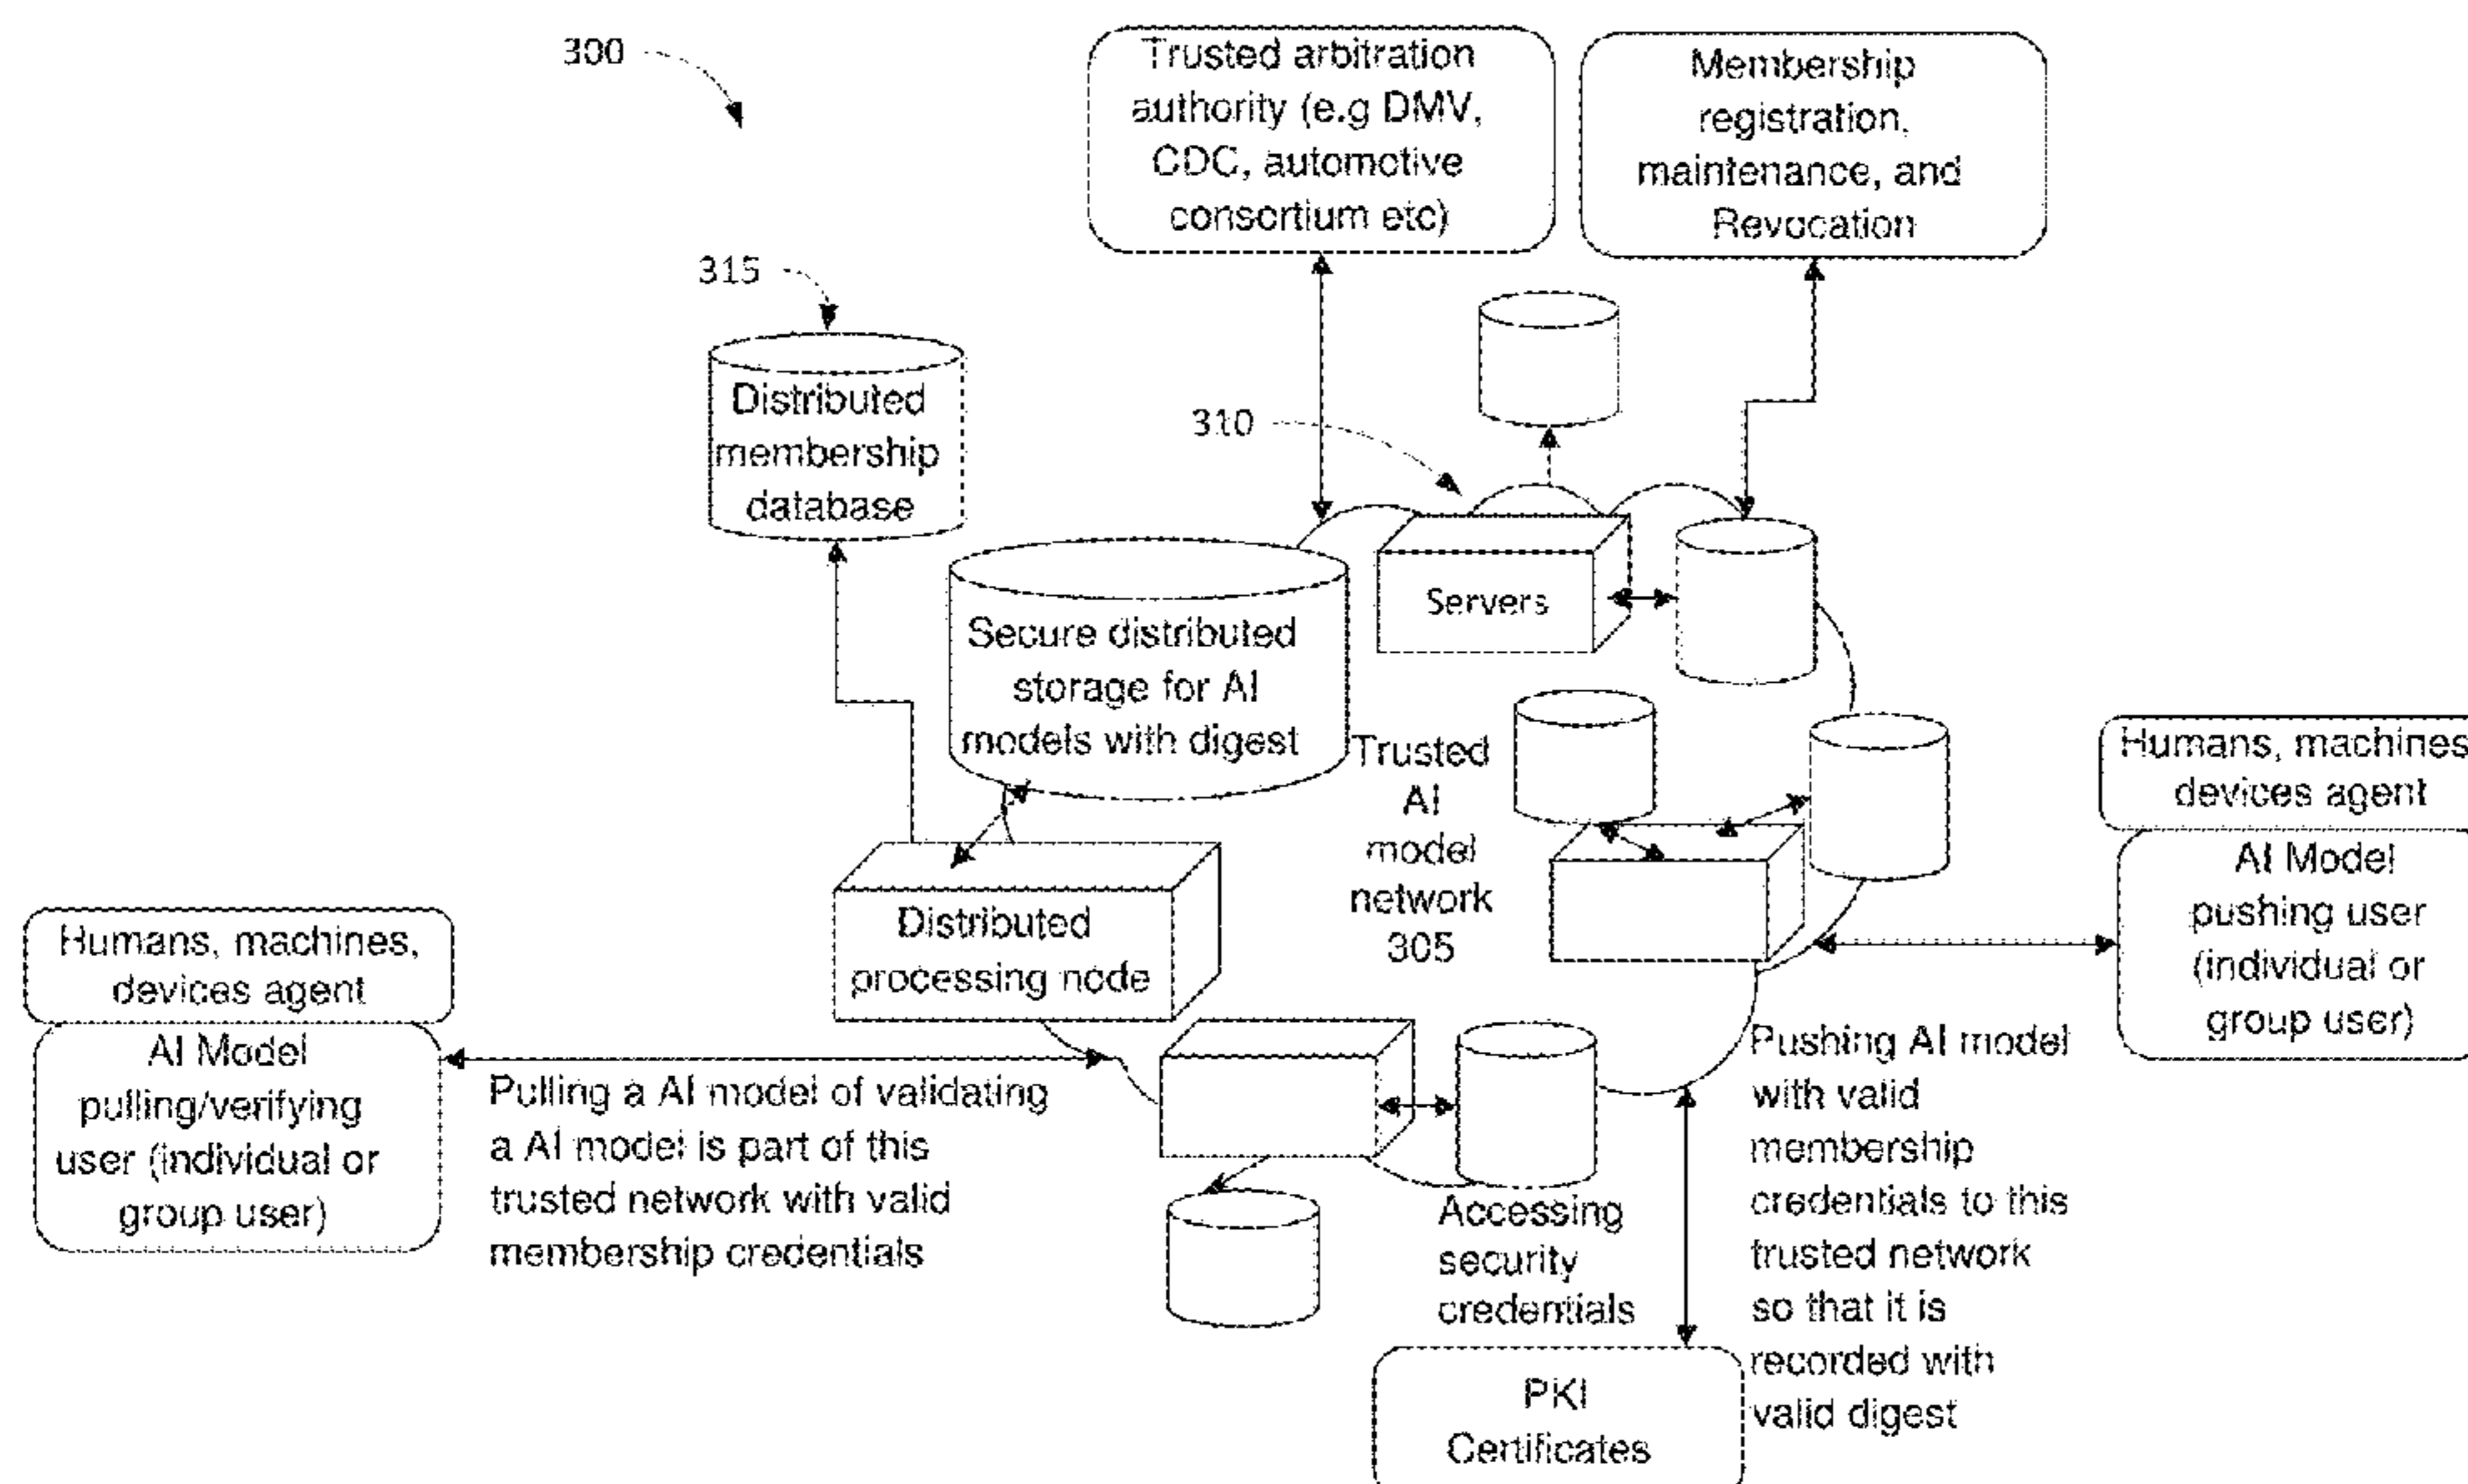 300
Trusted arbitration
authority (e.g DMV,
CDC, automotive
consortium etc)
Membership
registration,
maintenance, and
Revocation
315
Distributed
membership
database
310
Servers
Secure distributed
storage for AI
models with digest
Trusted
AI
model
network
305
Humans, machines
devices agent
AI Model
pushing user
(individual or
group user)
Distributed
processing node
Humans, machines,
devices agent
AI Model
pulling/verifying
user (individual or
group user)
Pulling a AI model of validating
a AI model is part of this
trusted network with valid
membership credentials
Accessing
security
credentials
Pushing AI model
with valid
membership
credentials to this
trusted network
so that it is
recorded with
valid digest
PKI
Certificates